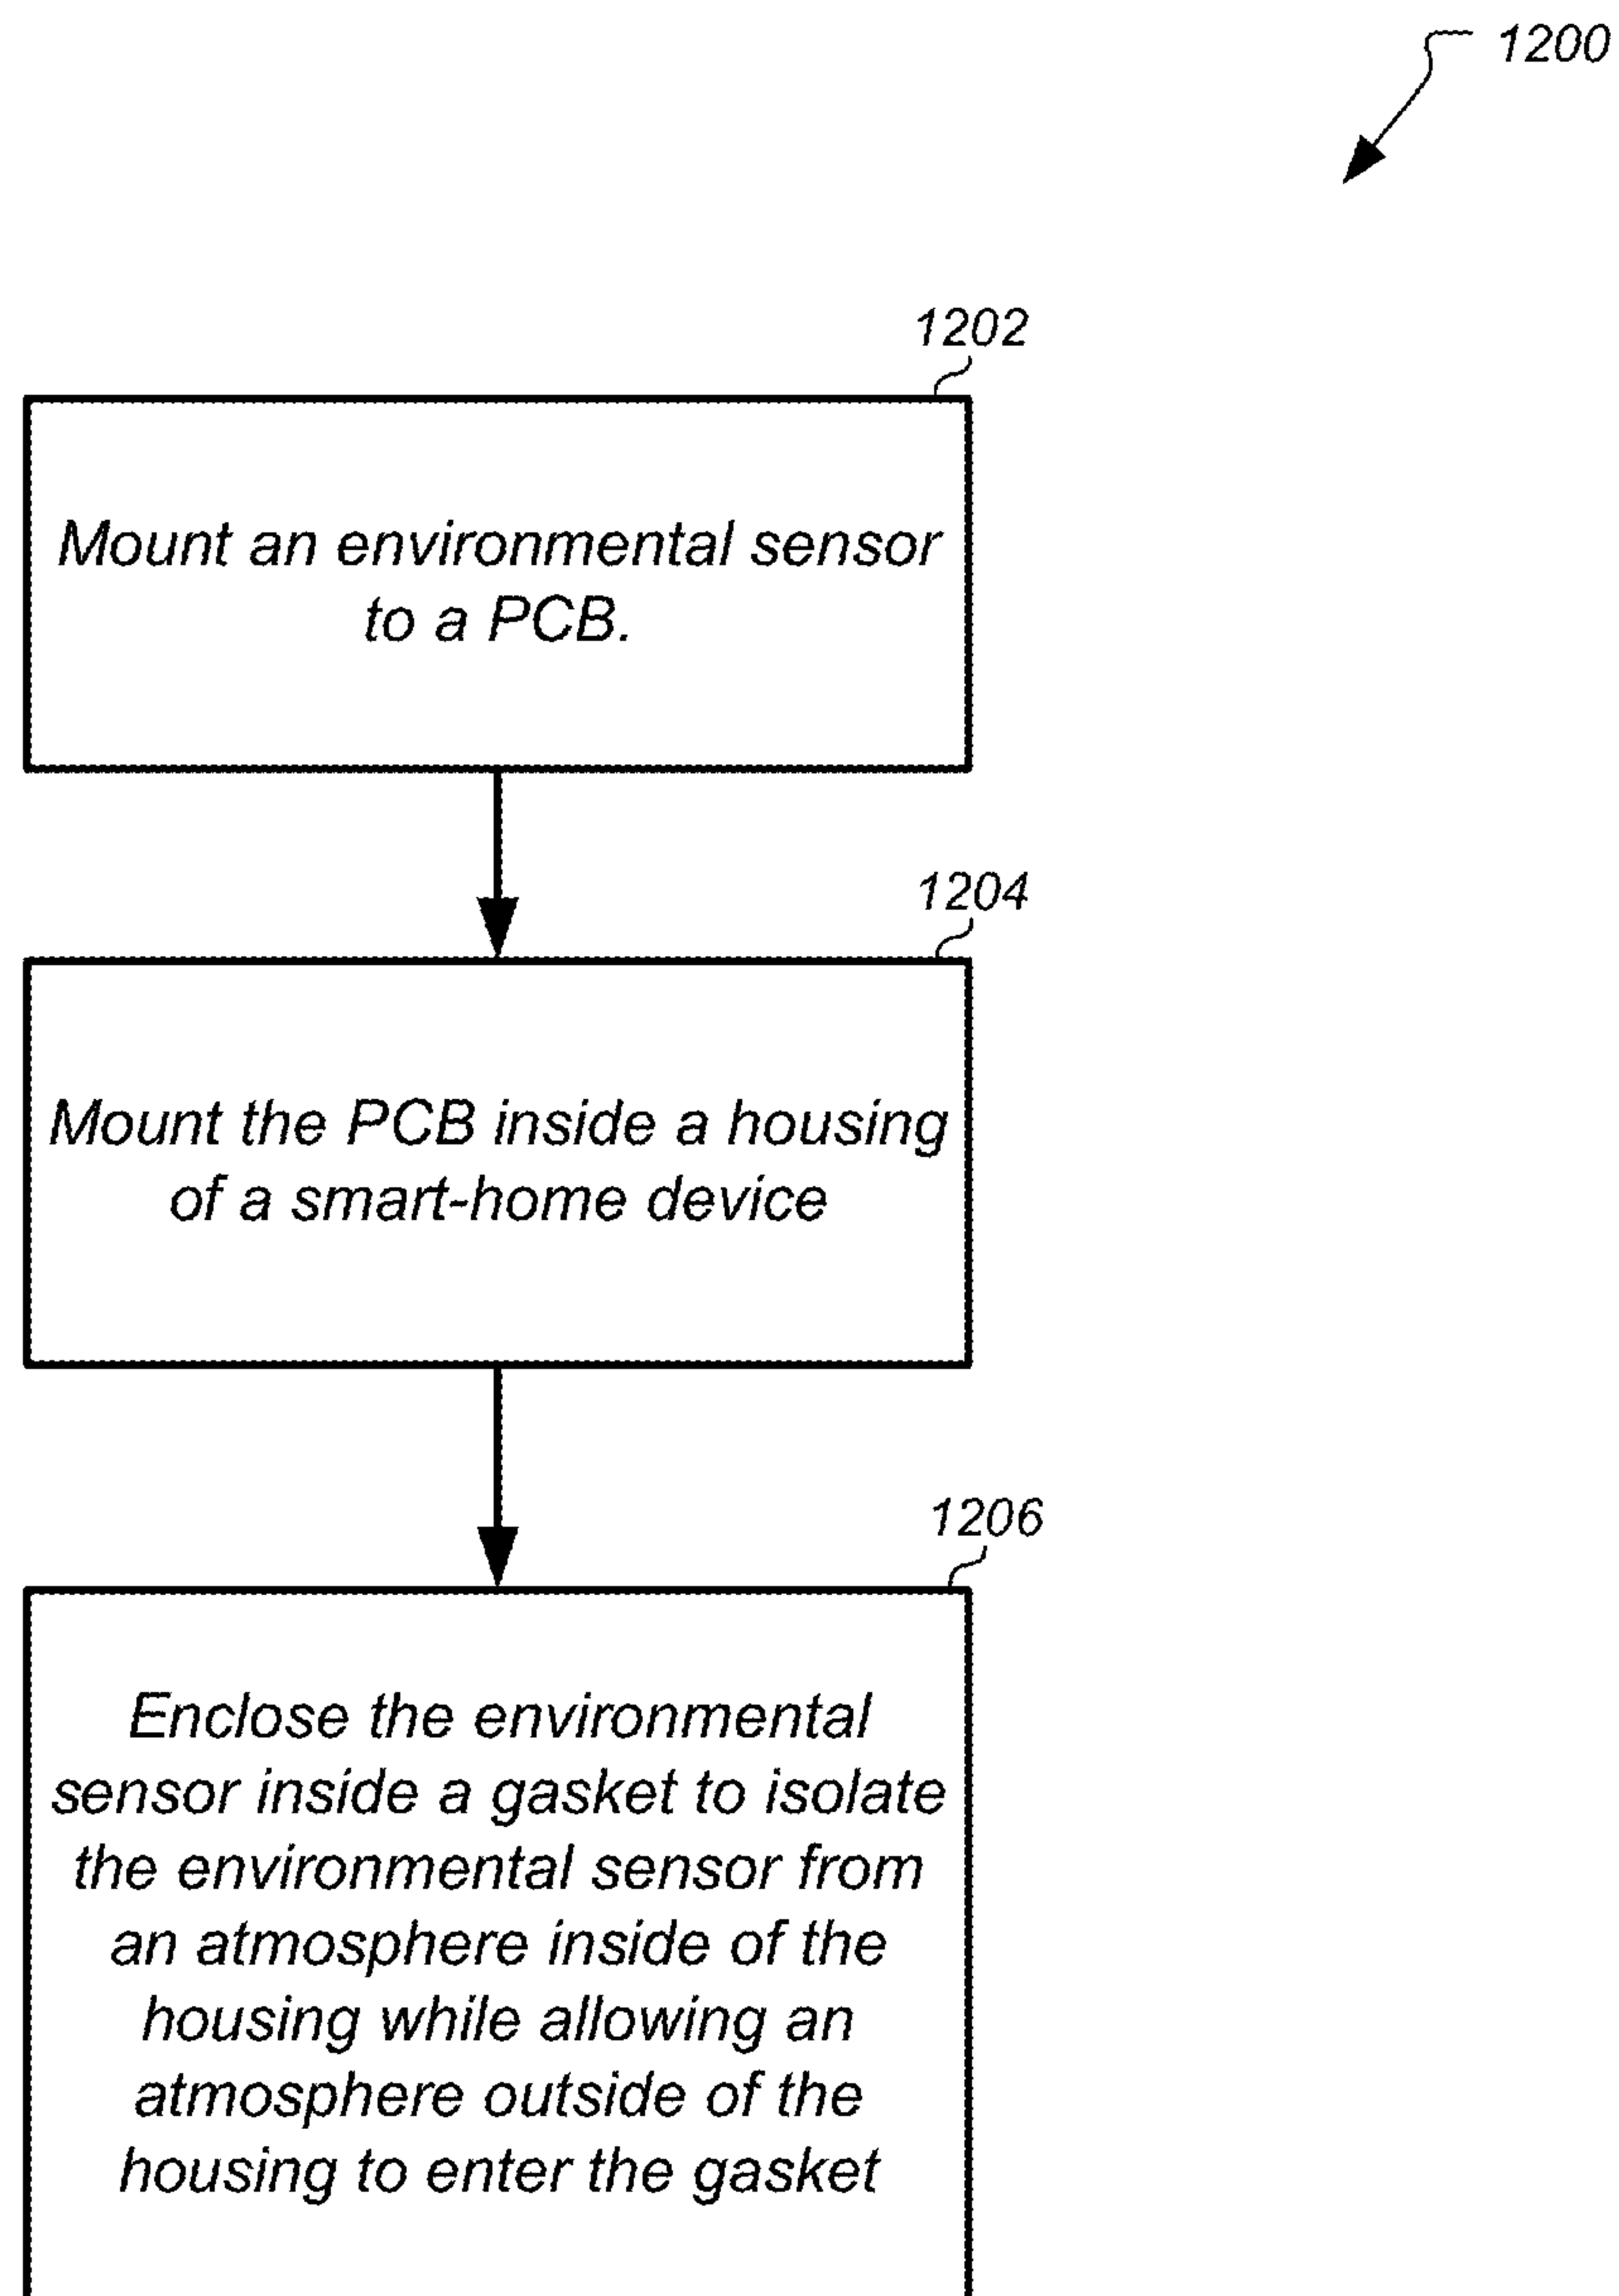 1200
1202
Mount an environmental sensor
to a PCB.
1204
Mount the PCB inside a housing
of a smart-home device
1206
Enclose the environmental
sensor inside a gasket to isolate
the environmental sensor from
an atmosphere inside of the
housing while allowing an
atmosphere outside of the
housing to enter the gasket